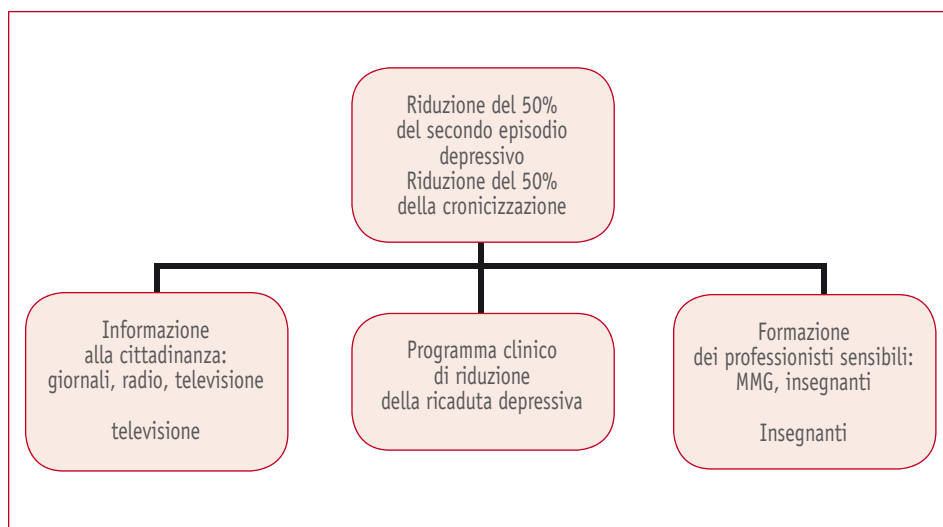 Riduzione del 50%
del secondo episodio
depressivo
Riduzione del 50%
della cronicizzazione
Informazione
alla cittadinanza:
giornali, radio, televisione
televisione
Programma clinico
di riduzione
della ricaduta depressiva
Formazione
dei professionisti sensibili:
MMG, insegnanti
Insegnanti